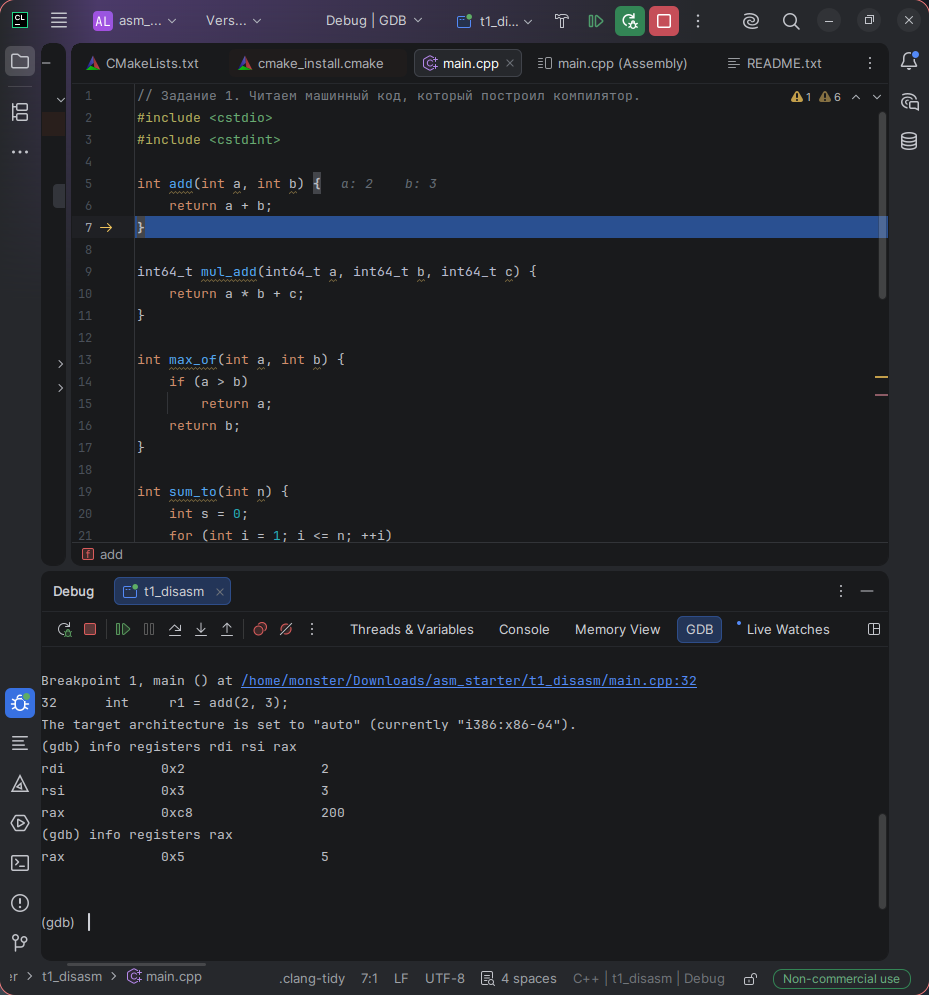 CL
AL asm_... Vers... Debug | GDB t1_di...
CMakeLists.txt cmake_install.cmake main.cpp main.cpp (Assembly) README.txt
1 // Задание 1. Читаем машинный код, который построил компилятор. 1 6
2 #include <cstdio>
3 #include <cstdint>
4
5 int add(int a, int b) { a: 2 b: 3
6 return a + b;
7 }
8
9 int64_t mul_add(int64_t a, int64_t b, int64_t c) {
10 return a * b + c;
11 }
12
13 int max_of(int a, int b) {
14 if (a > b)
15 return a;
16 return b;
17 }
18
19 int sum_to(int n) {
20 int s = 0;
21 for (int i = 1; i <= n; ++i)
f add
Debug t1_disasm
Threads & Variables Console Memory View GDB Live Watches
Breakpoint 1, main () at /home/monster/Downloads/asm_starter/t1_disasm/main.cpp:32
32 int r1 = add(2, 3);
The target architecture is set to "auto" (currently "i386:x86-64").
(gdb) info registers rdi rsi rax
rdi 0x2 2
rsi 0x3 3
rax 0xc8 200
(gdb) info registers rax
rax 0x5 5
(gdb)
er > t1_disasm > main.cpp .clang-tidy 7:1 LF UTF-8 4 spaces C++ | t1_disasm | Debug Non-commercial use